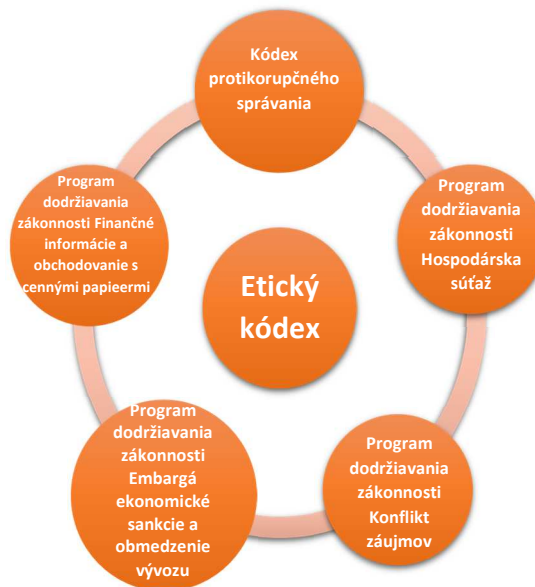 Kódex
protikorupčného
správania
Program
dodržiavania
zákonnosti
Hospodárska
súťaž
Program
dodržiavania
zákonnosti
Konflikt
záujmov
Program
dodržiavania
zákonnosti
Embargá
ekonomické
sankcie a
obmedzenie
vývozu
Program
dodržiavania
zákonnosti Finančné
informácie a
obchodovanie s
cennými papieermi
Etický
kódex